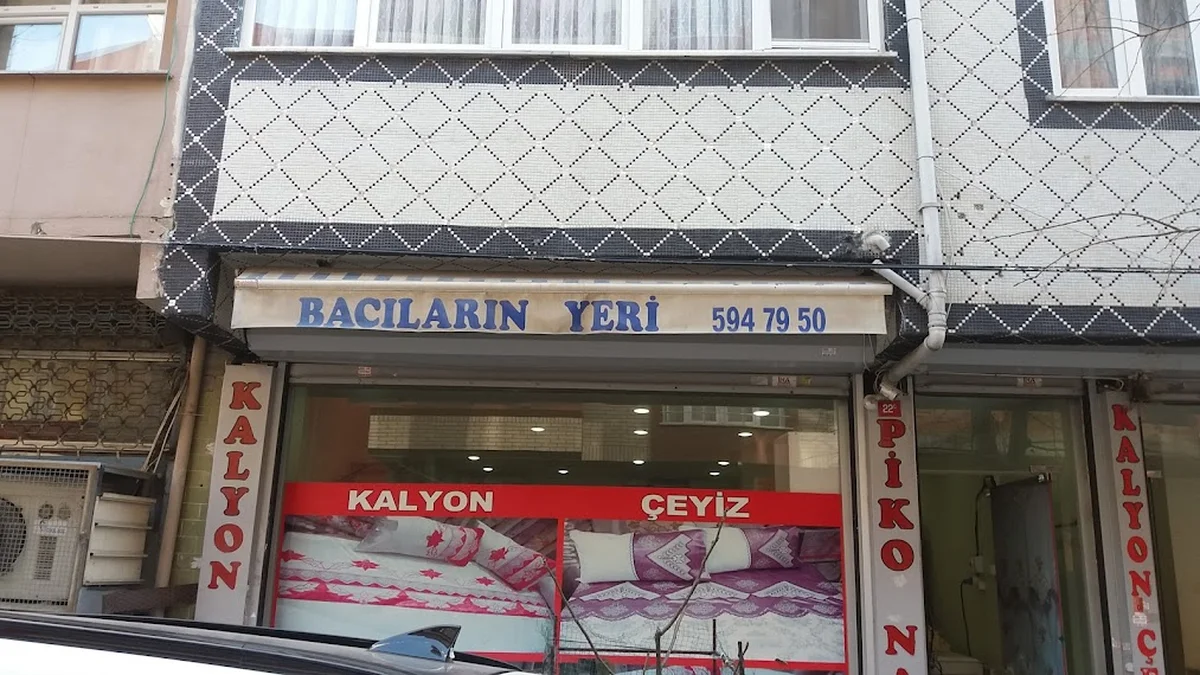 BACILARIN YERİ 594 79 50
KALYON
KALYON ÇEYİZ
22
PİKO
KALYON